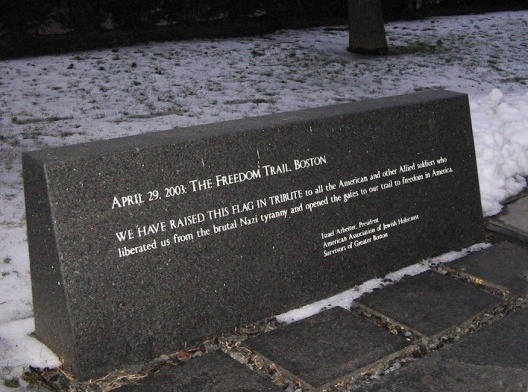 APRIL 29, 2003: THE FREEDOM TRAIL, BOSTON
WE HAVE RAISED THIS FLAG IN TRIBUTE to all the American and other Allied soldiers who
liberated us from the brutal Nazi tyranny and opened the gates to our trail to freedom in America.
Israel Arbeiter, President
American Association of Jewish Holocaust
Survivors of Greater Boston